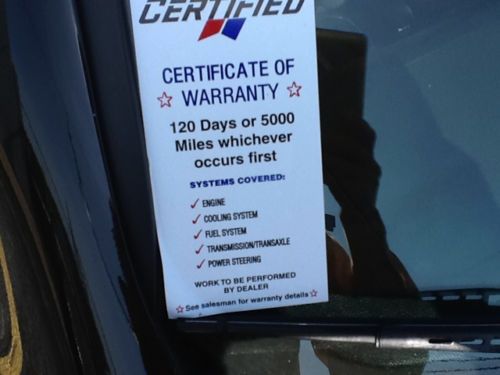 CERTIFIED
CERTIFICATE OF
WARRANTY
120 Days or 5000
Miles whichever
occurs first
SYSTEMS COVERED:
ENGINE
COOLING SYSTEM
FUEL SYSTEM
TRANSMISSION/TRANSAXLE
POWER STEERING
WORK TO BE PERFORMED
BY DEALER
See salesman for warranty details